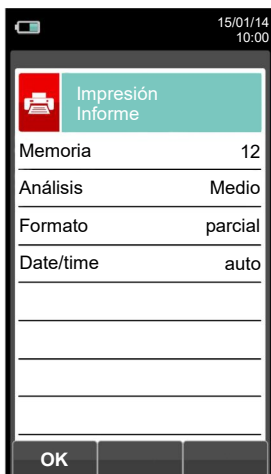 15/01/14
10:00
Impresión
Informe
Memoria 12
Análisis Medio
Formato parcial
Date/time auto
OK